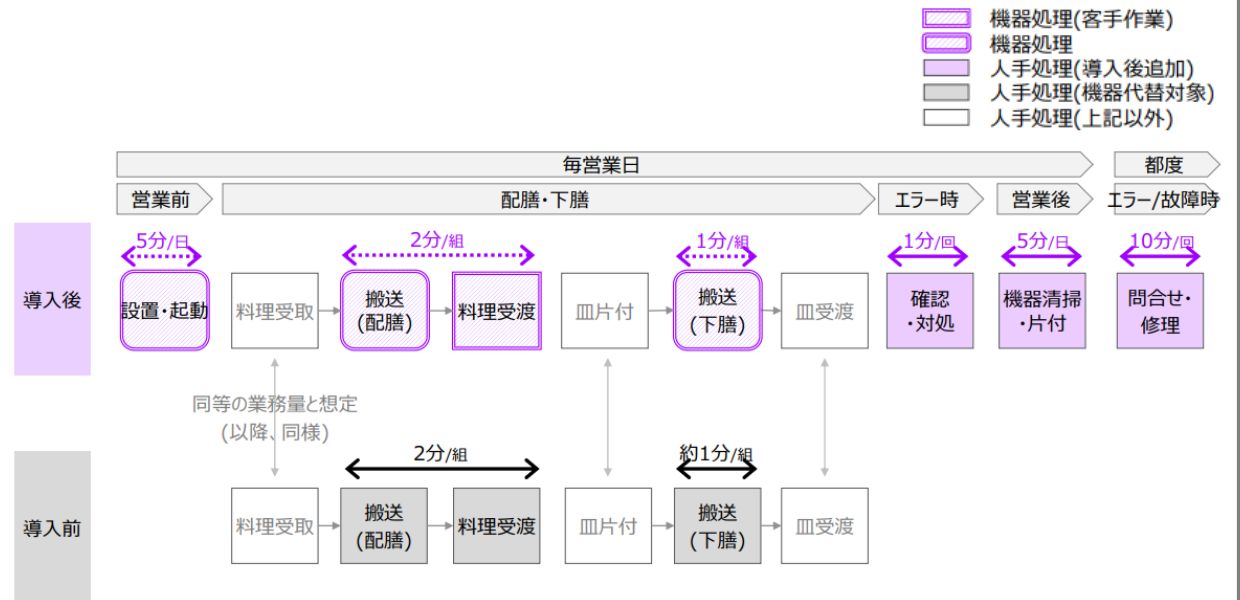 機器処理(客手作業)
機器処理
人手処理(導入後追加)
人手処理(機器代替対象)
人手処理(上記以外)
毎営業日
都度
営業前
配膳・下膳
エラー時
営業後
エラー/故障時
導入後
5分/日
2分/組
1分/組
1分/回
5分/日
10分/回
設置・起動
料理受取
搬送
(配膳)
料理受渡
皿片付
搬送
(下膳)
皿受渡
確認
・対処
機器清掃
・片付
問合せ・
修理
同等の業務量と想定
(以降、同様)
導入前
2分/組
約1分/組
料理受取
搬送
(配膳)
料理受渡
皿片付
搬送
(下膳)
皿受渡